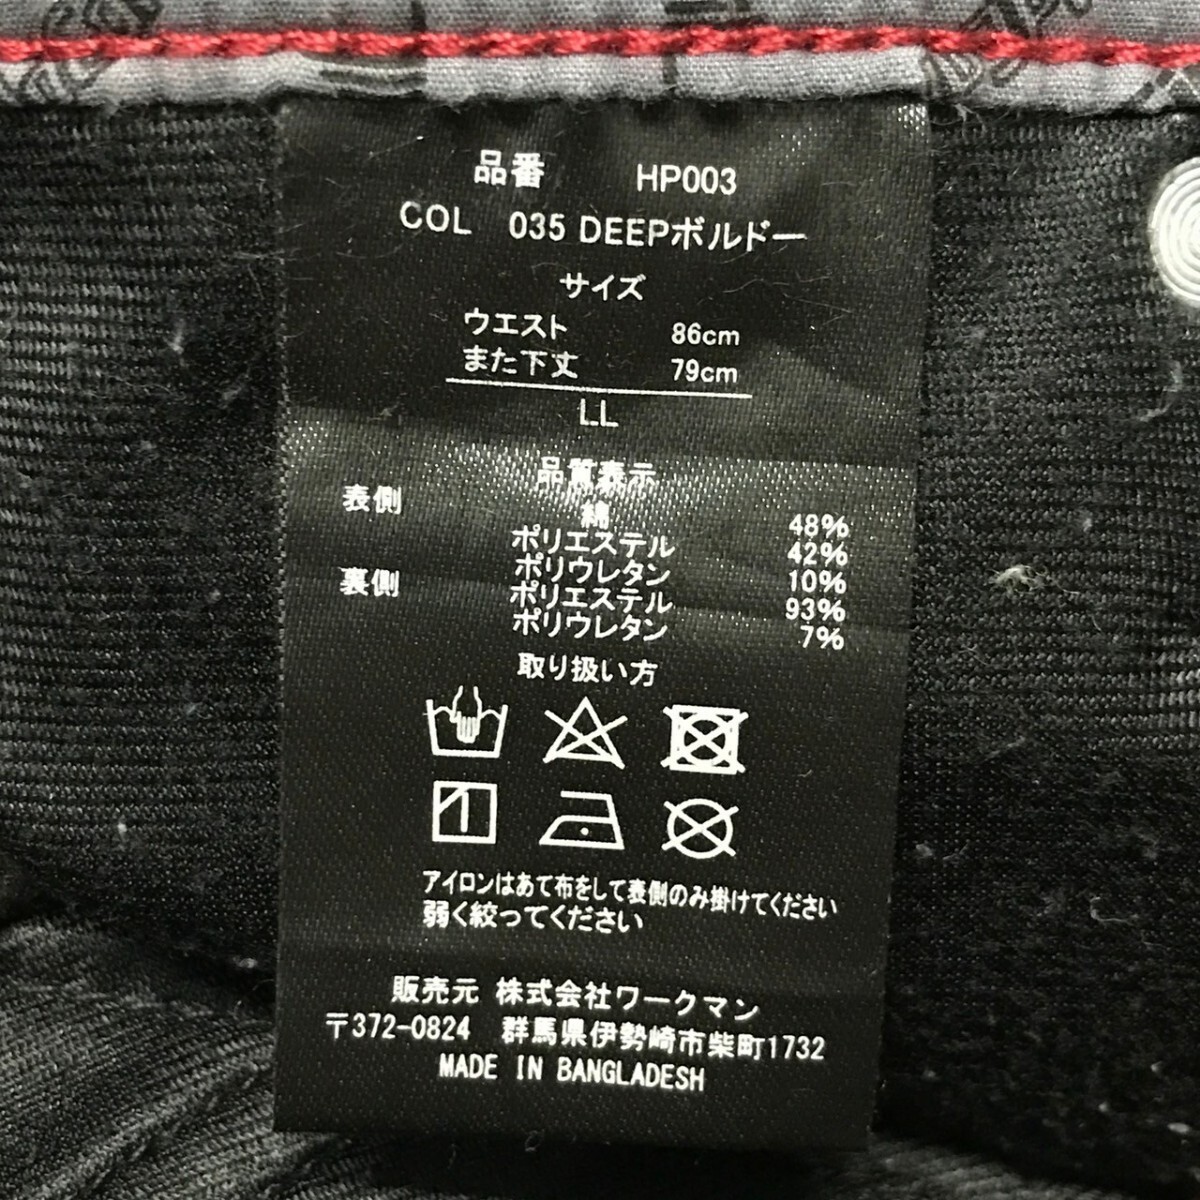 品番 HP003
COL 035 DEEPボルドー
サイズ
ウエスト 86cm
また下丈 79cm
LL
品質表示
表側 綿 48%
ポリエステル 42%
ポリウレタン 10%
裏側 ポリエステル 93%
ポリウレタン 7%
取り扱い方
アイロンはあて布をして表側のみ掛けてください
弱く絞ってください
販売元 株式会社ワークマン
〒372-0824 群馬県伊勢崎市柴町1732
MADE IN BANGLADESH